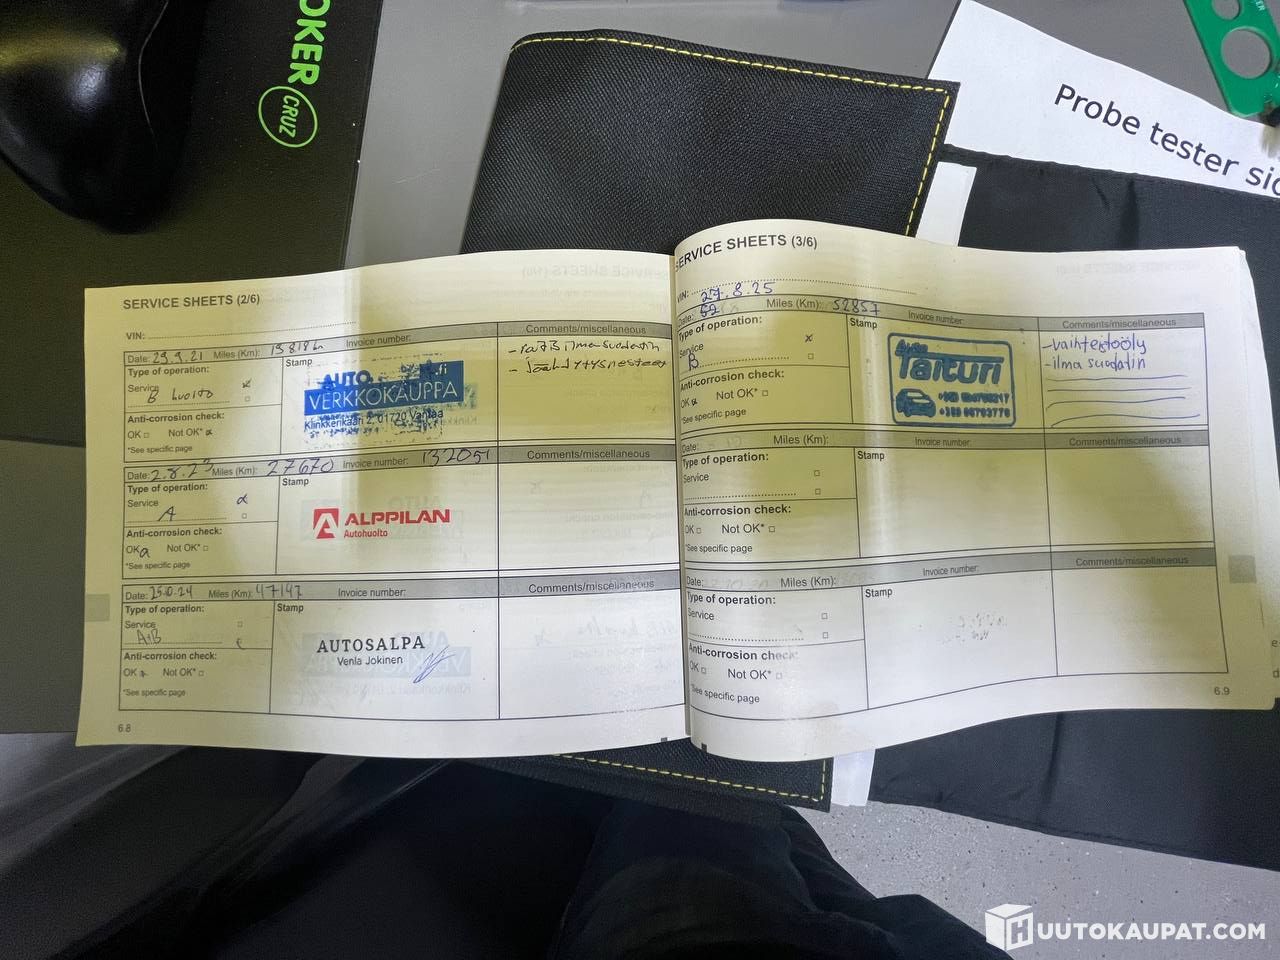 OKER
CRUZ
Probe tester sid
SERVICE SHEETS (2/6)
VIN:
Date: 23.9.21 Miles (Km): Invoice number:
Comments/miscellaneous
Type of operation:
Service
B huolto
Stamp
AUTO
.fi
VERKKOKAUPPA
Klinkkerikaari 2, 01720 Vantaa
ilmansuodatin
- Jäähdytysnesteen
Anti-corrosion check:
OK □ Not OK*
*See specific page
Date: 2.8.23 Miles (Km): 27670 Invoice number: 132051
Comments/miscellaneous
Type of operation:
Service
A
Stamp
ALPPILAN
Autohuolto
Anti-corrosion check:
OK Not OK* □
*See specific page
Date: Miles (Km): 47147 Invoice number:
Comments/miscellaneous
Type of operation:
Service □
A+B
Stamp
AUTOSALPA
Venla Jokinen
Anti-corrosion check:
OK Not OK* □
*See specific page
6.8
SERVICE SHEETS (3/6)
VIN:
27.8.25
Date: Miles (Km): 52857 Invoice number:
Comments/miscellaneous
Type of operation:
Service x
B □
Stamp
Auto
Taituri
-vaihteistoöljy
-ilmasuodatin
Anti-corrosion check:
OK Not OK* □
*See specific page
Date: Miles (Km): Invoice number:
Comments/miscellaneous
Type of operation:
Service □
□
Stamp
Anti-corrosion check:
OK □ Not OK* □
*See specific page
Date: Miles (Km): Invoice number:
Comments/miscellaneous
Type of operation:
Service □
□
Stamp
Anti-corrosion check:
OK □ Not OK* □
*See specific page
6.9
HUUTOKAUPAT.COM